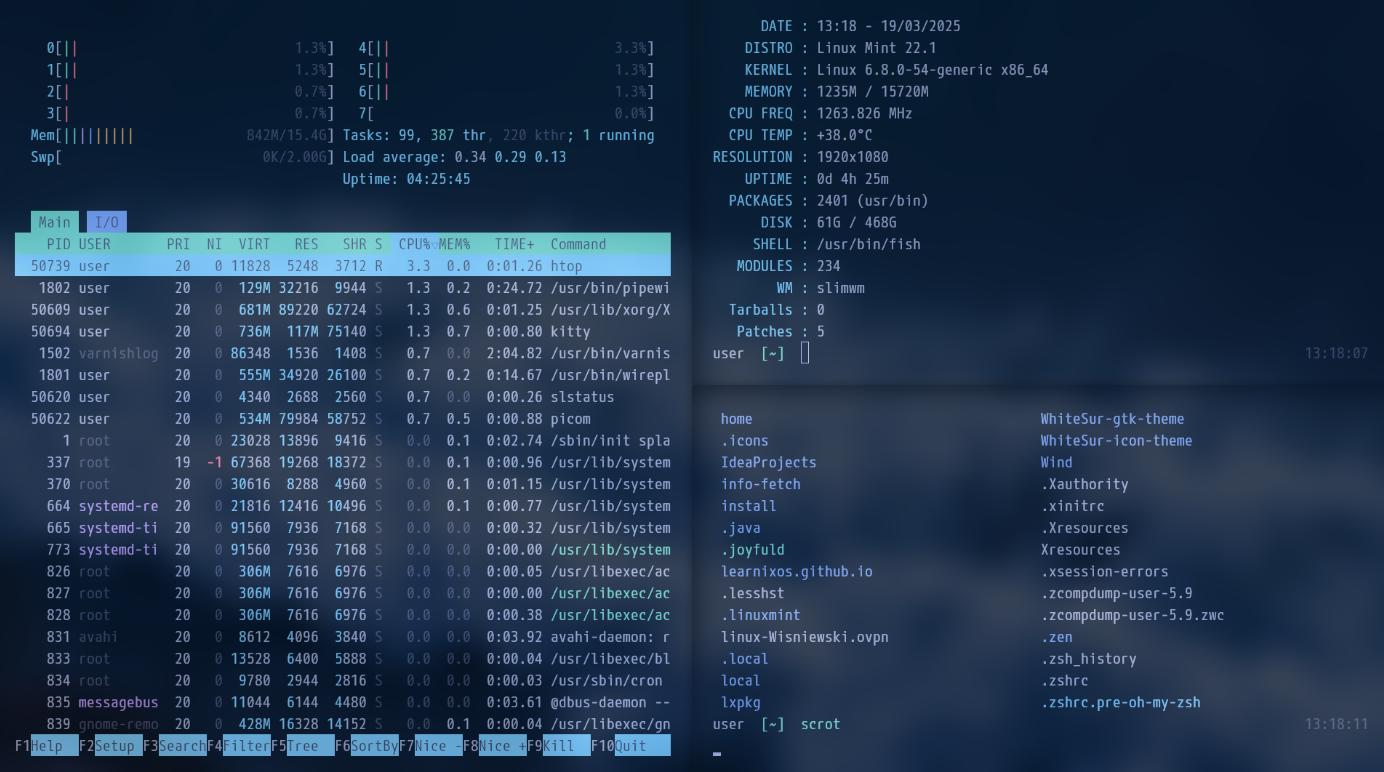 0[|| 1.3%] 4[|| 3.3%]
1[|| 1.3%] 5[|| 1.3%]
2[| 0.7%] 6[|| 1.3%]
3[| 0.7%] 7[ 0.0%]
Mem[||||||||| 842M/15.4G] Tasks: 99, 387 thr, 220 kthr; 1 running
Swp[ 0K/2.00G] Load average: 0.34 0.29 0.13
Uptime: 04:25:45
Main I/O
PID USER PRI NI VIRT RES SHR S CPU%▽MEM% TIME+ Command
50739 user 20 0 11828 5248 3712 R 3.3 0.0 0:01.26 htop
1802 user 20 0 129M 32216 9944 S 1.3 0.2 0:24.72 /usr/bin/pipewi
50609 user 20 0 681M 89220 62724 S 1.3 0.6 0:01.25 /usr/lib/xorg/X
50694 user 20 0 736M 117M 75140 S 1.3 0.7 0:00.80 kitty
1502 varnishlog 20 0 86348 1536 1408 S 0.7 0.0 2:04.82 /usr/bin/varnis
1801 user 20 0 555M 34920 26100 S 0.7 0.2 0:14.67 /usr/bin/wirepl
50620 user 20 0 4340 2688 2560 S 0.7 0.0 0:00.26 slstatus
50622 user 20 0 534M 79984 58752 S 0.7 0.5 0:00.88 picom
1 root 20 0 23028 13896 9416 S 0.0 0.1 0:02.74 /sbin/init spla
337 root 19 -1 67368 19268 18372 S 0.0 0.1 0:00.96 /usr/lib/system
370 root 20 0 30616 8288 4960 S 0.0 0.1 0:01.15 /usr/lib/system
664 systemd-re 20 0 21816 12416 10496 S 0.0 0.1 0:00.77 /usr/lib/system
665 systemd-ti 20 0 91560 7936 7168 S 0.0 0.0 0:00.32 /usr/lib/system
773 systemd-ti 20 0 91560 7936 7168 S 0.0 0.0 0:00.00 /usr/lib/system
826 root 20 0 306M 7616 6976 S 0.0 0.0 0:00.05 /usr/libexec/ac
827 root 20 0 306M 7616 6976 S 0.0 0.0 0:00.00 /usr/libexec/ac
828 root 20 0 306M 7616 6976 S 0.0 0.0 0:00.38 /usr/libexec/ac
831 avahi 20 0 8612 4096 3840 S 0.0 0.0 0:03.92 avahi-daemon: r
833 root 20 0 13528 6400 5888 S 0.0 0.0 0:00.04 /usr/libexec/bl
834 root 20 0 9780 2944 2816 S 0.0 0.0 0:00.03 /usr/sbin/cron
835 messagebus 20 0 11044 6144 4480 S 0.0 0.0 0:03.61 @dbus-daemon --
839 gnome-remo 20 0 428M 16328 14152 S 0.0 0.1 0:00.04 /usr/libexec/gn
F1Help F2Setup F3SearchF4FilterF5Tree F6SortByF7Nice -F8Nice +F9Kill F10Quit
DATE : 13:18 - 19/03/2025
DISTRO : Linux Mint 22.1
KERNEL : Linux 6.8.0-54-generic x86_64
MEMORY : 1235M / 15720M
CPU FREQ : 1263.826 MHz
CPU TEMP : +38.0°C
RESOLUTION : 1920x1080
UPTIME : 0d 4h 25m
PACKAGES : 2401 (usr/bin)
DISK : 61G / 468G
SHELL : /usr/bin/fish
MODULES : 234
WM : slimwm
Tarballs : 0
Patches : 5
user [~] 13:18:07
home WhiteSur-gtk-theme
.icons WhiteSur-icon-theme
IdeaProjects Wind
info-fetch .Xauthority
install .xinitrc
.java .Xresources
.joyfuld Xresources
learnixos.github.io .xsession-errors
.lesshst .zcompdump-user-5.9
.linuxmint .zcompdump-user-5.9.zwc
linux-Wisniewski.ovpn .zen
.local .zsh_history
local .zshrc
lxpkg .zshrc.pre-oh-my-zsh
user [~] scrot 13:18:11